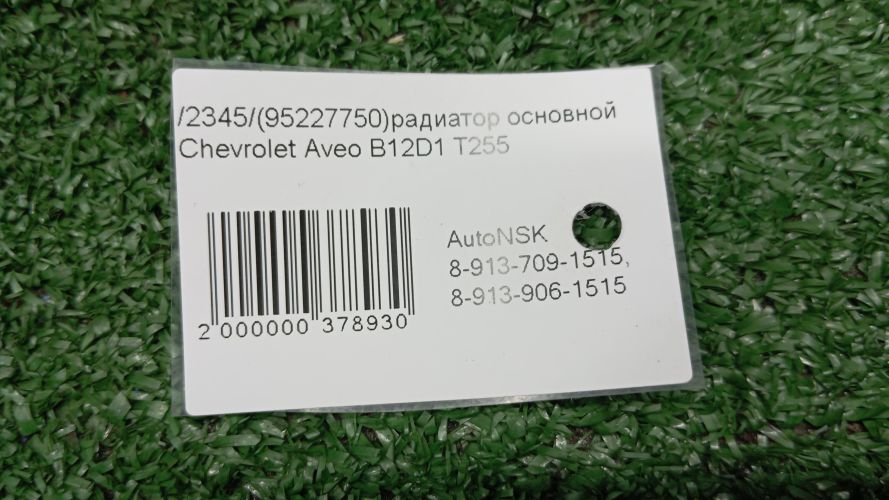 /2345/(95227750)радиатор основной
Chevrolet Aveo B12D1 T255
AutoNSK
8-913-709-1515,
8-913-906-1515
2 000000 378930